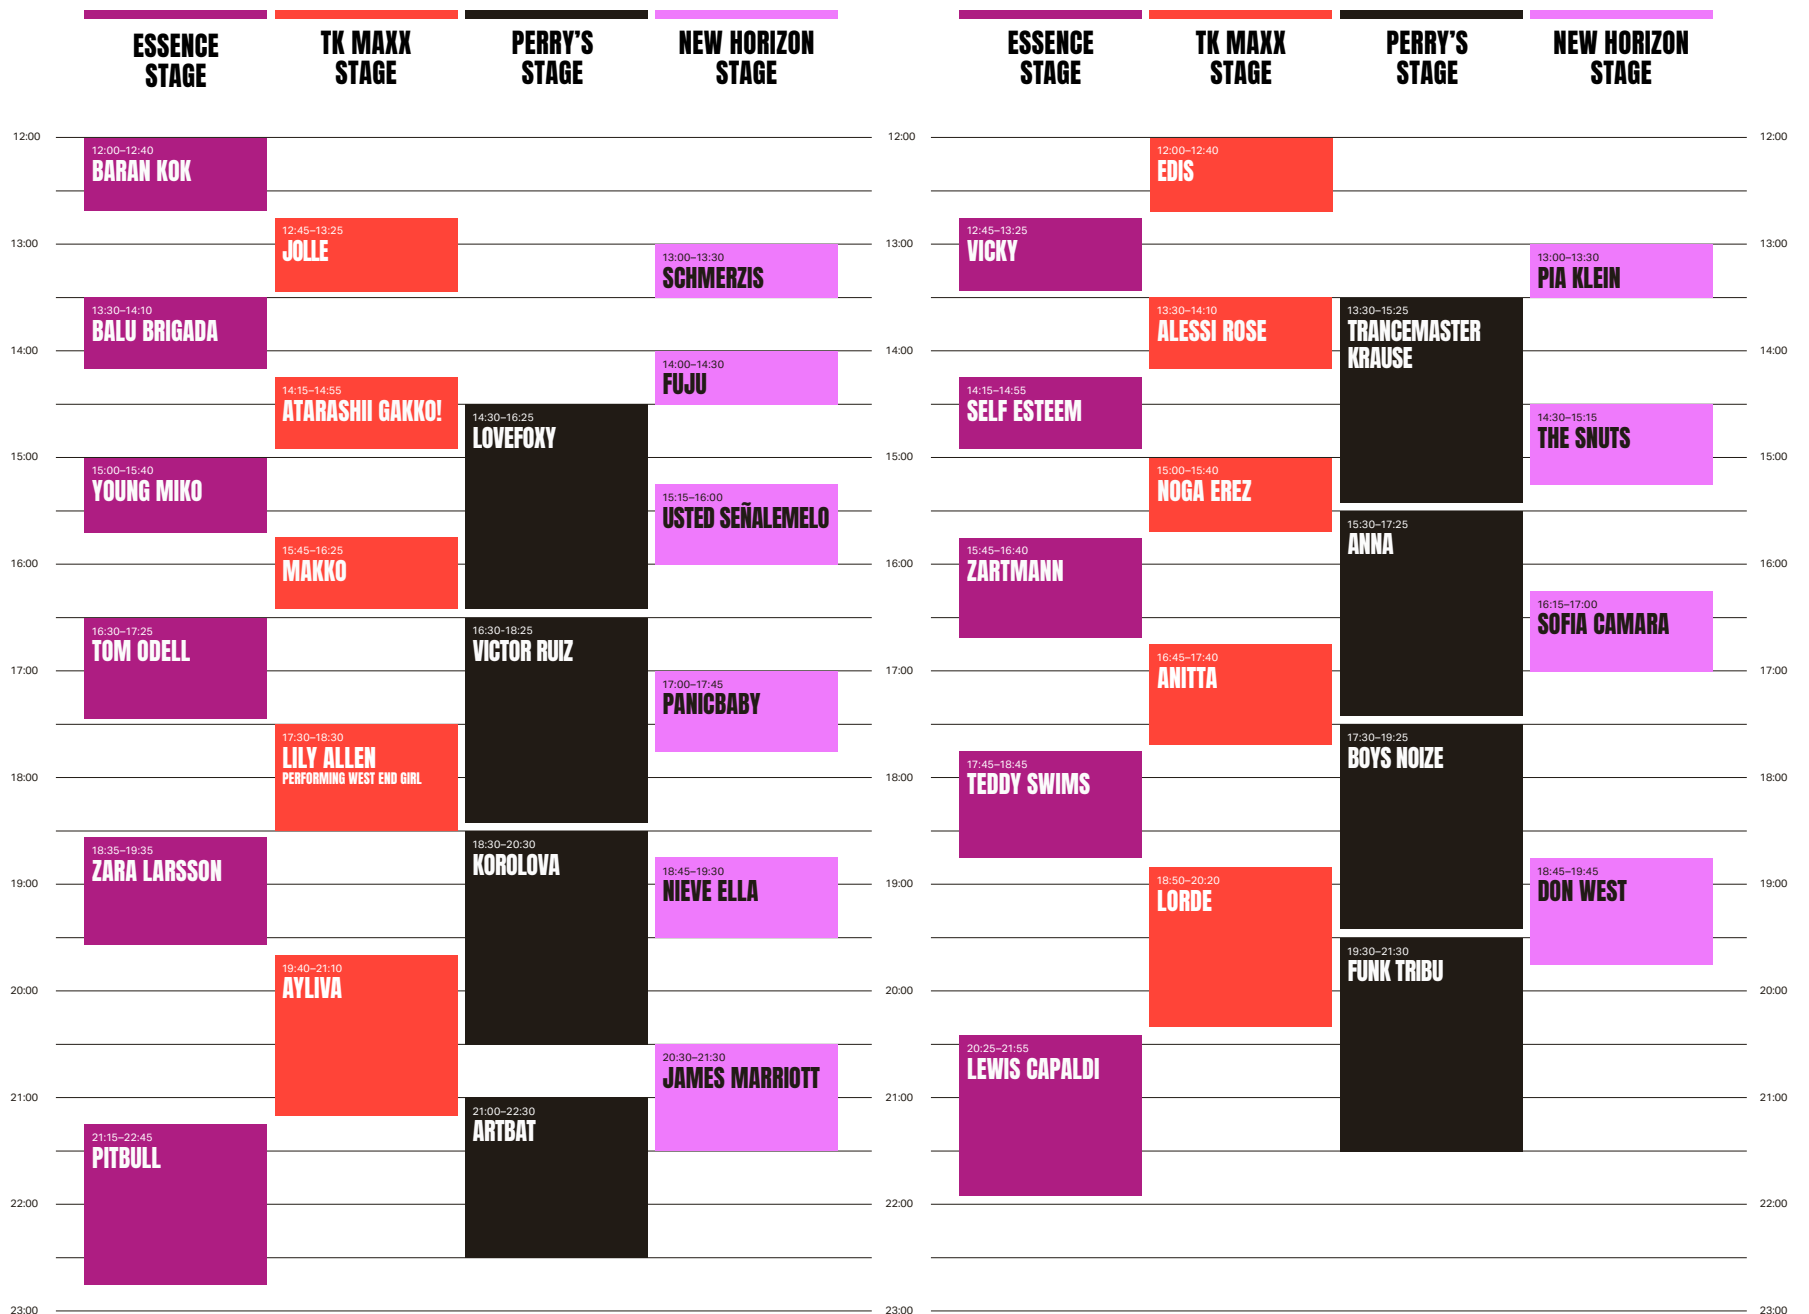 ESSENCE
STAGE
TK MAXX
STAGE
PERRY'S
STAGE
NEW HORIZON
STAGE
12:00
13:00
14:00
15:00
16:00
17:00
18:00
19:00
20:00
21:00
22:00
23:00
12:00–12:40
BARAN KOK
13:30–14:10
BALU BRIGADA
15:00–15:40
YOUNG MIKO
16:30–17:25
TOM ODELL
18:35–19:35
ZARA LARSSON
21:15–22:45
PITBULL
12:45–13:25
JOLLE
14:15–14:55
ATARASHII GAKKO!
15:45–16:25
MAKKO
17:30–18:30
LILY ALLEN
PERFORMING WEST END GIRL
19:40–21:10
AYLIVA
14:30–16:25
LOVEFOXY
16:30-18:25
VICTOR RUIZ
18:30–20:30
KOROLOVA
21:00–22:30
ARTBAT
13:00–13:30
SCHMERZIS
14:00–14:30
FUJU
15:15–16:00
USTED SEÑALEMELO
17:00–17:45
PANICBABY
18:45–19:30
NIEVE ELLA
20:30–21:30
JAMES MARRIOTT
ESSENCE
STAGE
TK MAXX
STAGE
PERRY'S
STAGE
NEW HORIZON
STAGE
12:00
13:00
14:00
15:00
16:00
17:00
18:00
19:00
20:00
21:00
22:00
23:00
12:45–13:25
VICKY
14:15–14:55
SELF ESTEEM
15:45–16:40
ZARTMANN
17:45–18:45
TEDDY SWIMS
20:25–21:55
LEWIS CAPALDI
12:00–12:40
EDIS
13:30–14:10
ALESSI ROSE
15:00–15:40
NOGA EREZ
16:45–17:40
ANITTA
18:50–20:20
LORDE
13:30–15:25
TRANCEMASTER
KRAUSE
15:30–17:25
ANNA
17:30–19:25
BOYS NOIZE
19:30–21:30
FUNK TRIBU
13:00–13:30
PIA KLEIN
14:30–15:15
THE SNUTS
16:15–17:00
SOFIA CAMARA
18:45–19:45
DON WEST
12:00
13:00
14:00
15:00
16:00
17:00
18:00
19:00
20:00
21:00
22:00
23:00